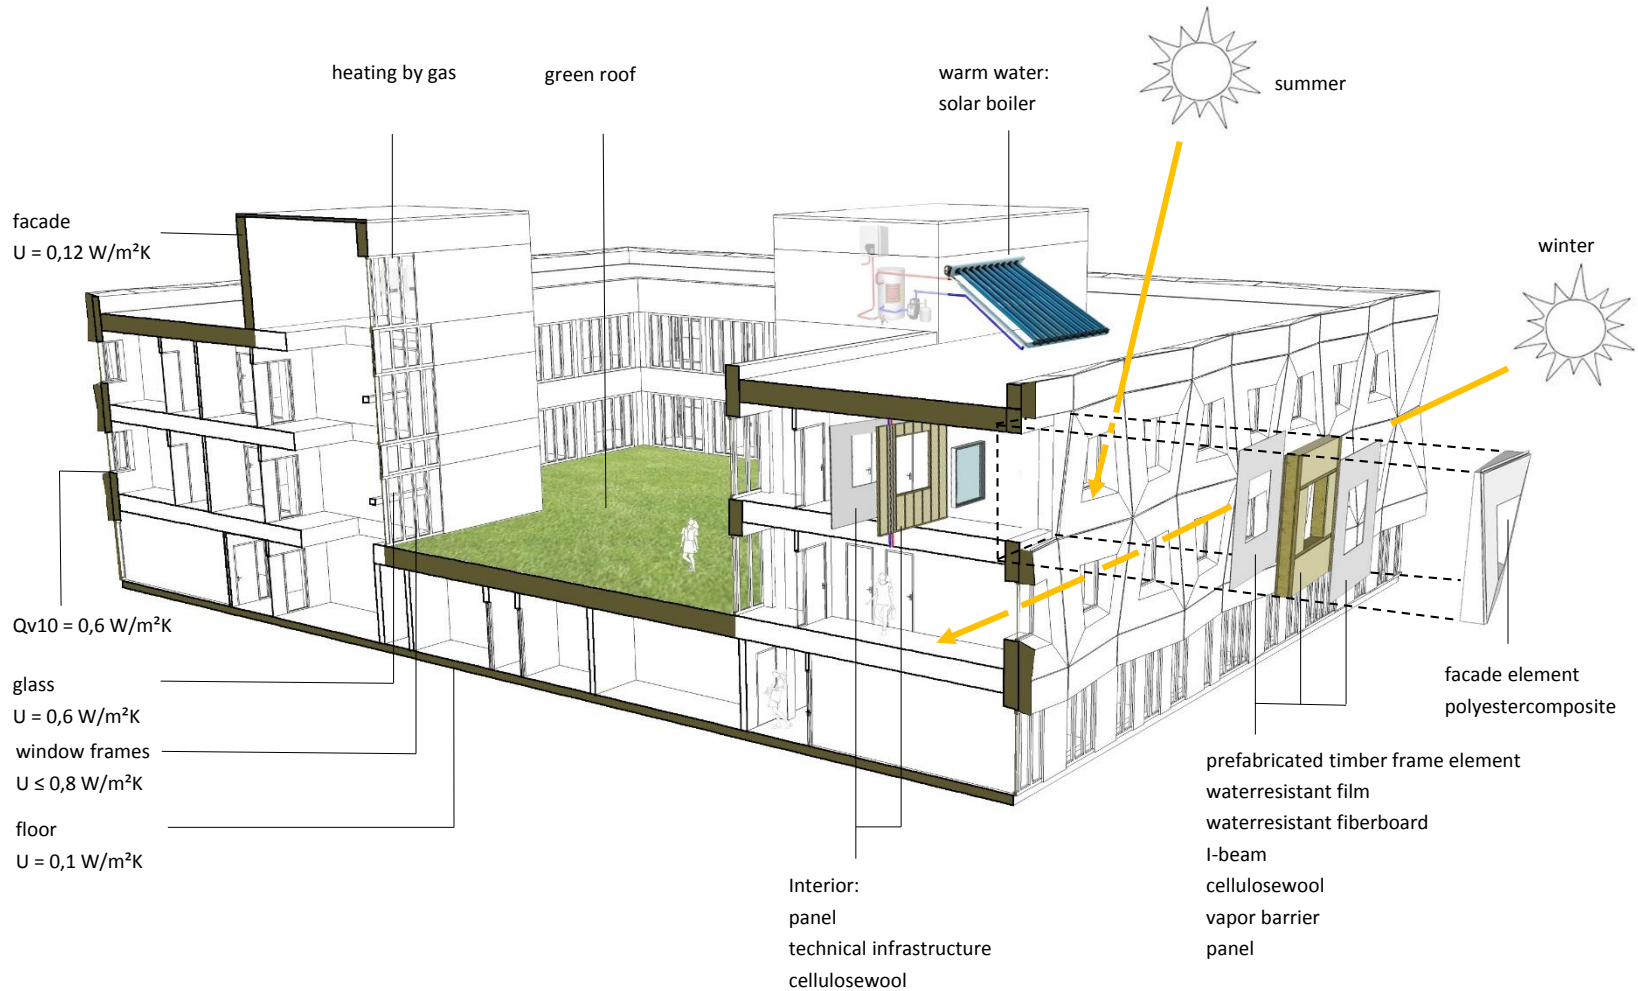 heating by gas
green roof
warm water:
solar boiler
summer
winter
facade
U = 0,12 W/m²K
Qv10 = 0,6 W/m²K
glass
U = 0,6 W/m²K
window frames
U ≤ 0,8 W/m²K
floor
U = 0,1 W/m²K
Interior:
panel
technical infrastructure
cellulosewool
prefabricated timber frame element
waterresistant film
waterresistant fiberboard
I-beam
cellulosewool
vapor barrier
panel
facade element
polyestercomposite